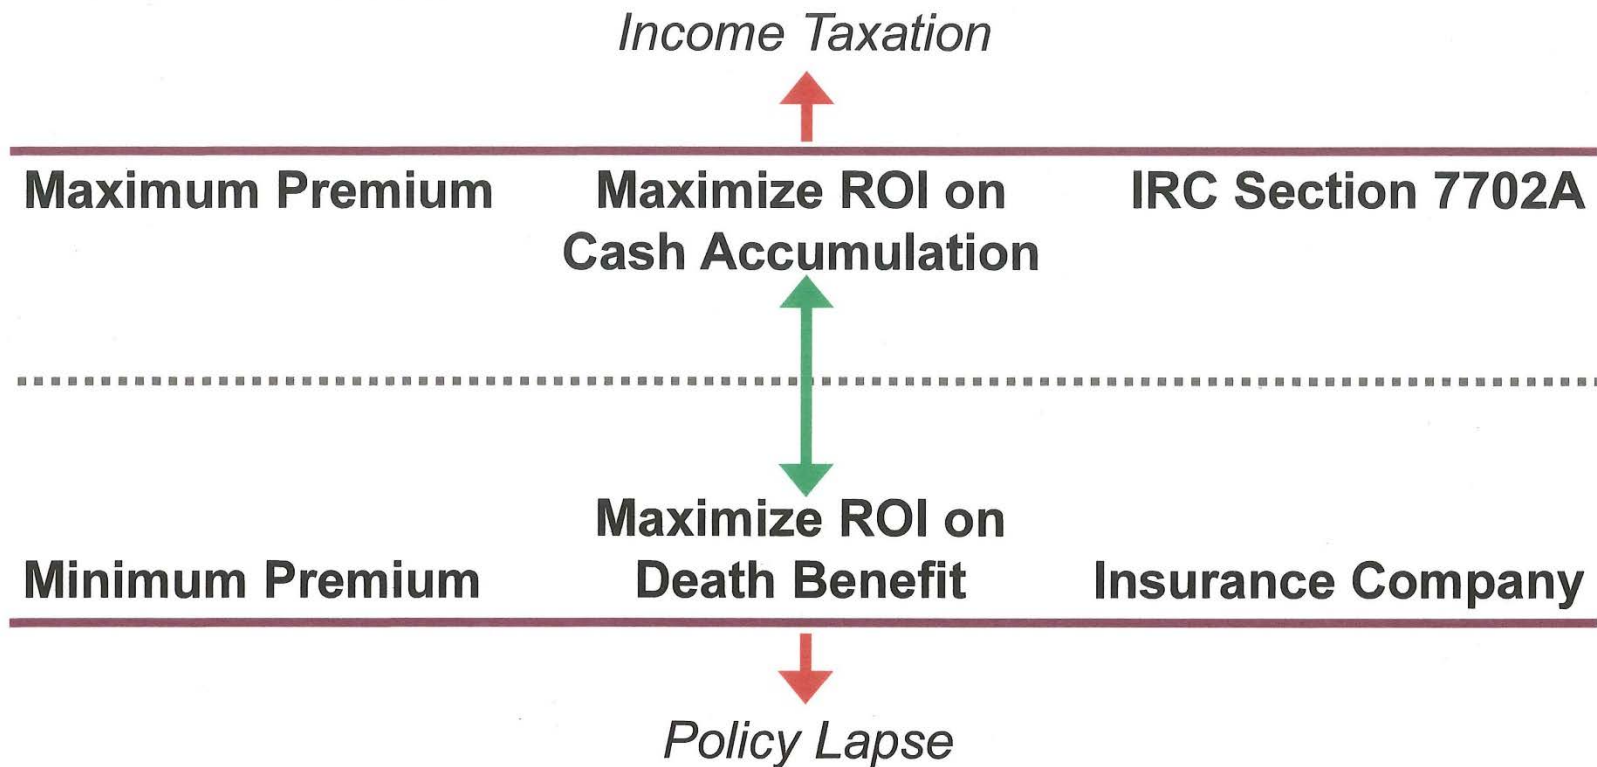 Income Taxation
Maximum Premium Maximize ROI on IRC Section 7702A
Cash Accumulation
Maximize ROI on
Minimum Premium Death Benefit Insurance Company
Policy Lapse